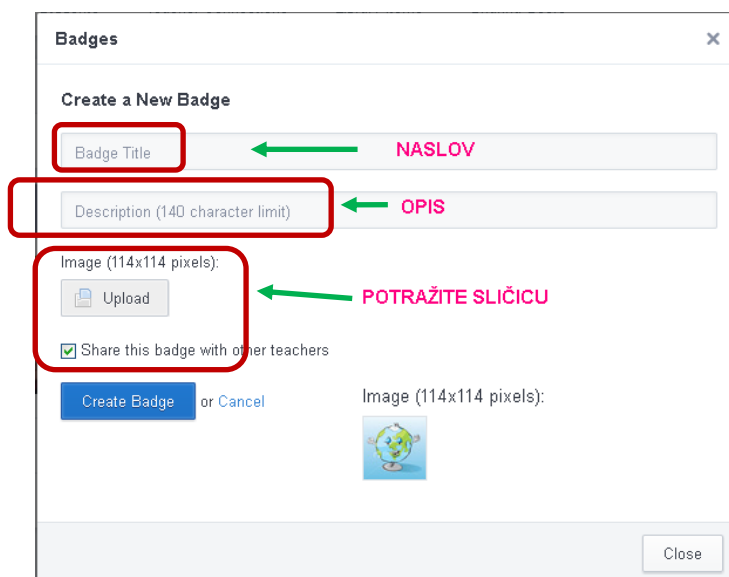 Badges
Create a New Badge
Badge Title
NASLOV
Description (140 character limit)
OPIS
Image (114x114 pixels):
Upload
POTRAŽITE SLIČICU
Share this badge with other teachers
Create Badge or Cancel
Image (114x114 pixels):
Close